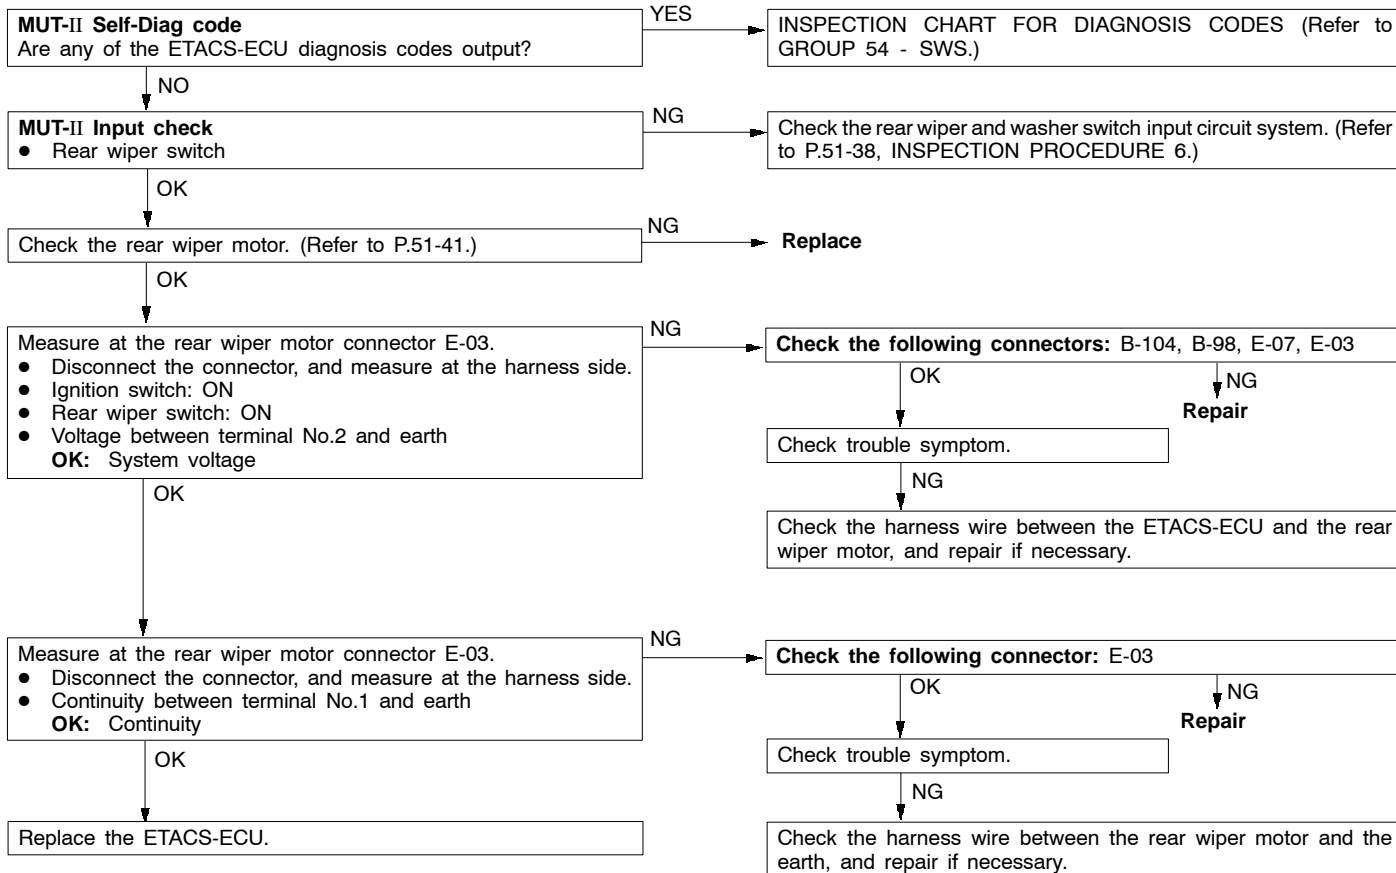 MUT-II Self-Diag code
Are any of the ETACS-ECU diagnosis codes output?
YES
INSPECTION CHART FOR DIAGNOSIS CODES (Refer to
GROUP 54 - SWS.)
NO
MUT-II Input check
● Rear wiper switch
NG
Check the rear wiper and washer switch input circuit system. (Refer
to P.51-38, INSPECTION PROCEDURE 6.)
OK
Check the rear wiper motor. (Refer to P.51-41.)
NG
Replace
OK
Measure at the rear wiper motor connector E-03.
● Disconnect the connector, and measure at the harness side.
● Ignition switch: ON
● Rear wiper switch: ON
● Voltage between terminal No.2 and earth
OK: System voltage
NG
Check the following connectors: B-104, B-98, E-07, E-03
OK
NG
Repair
Check trouble symptom.
NG
Check the harness wire between the ETACS-ECU and the rear
wiper motor, and repair if necessary.
OK
Measure at the rear wiper motor connector E-03.
● Disconnect the connector, and measure at the harness side.
● Continuity between terminal No.1 and earth
OK: Continuity
NG
Check the following connector: E-03
OK
NG
Repair
Check trouble symptom.
NG
Check the harness wire between the rear wiper motor and the
earth, and repair if necessary.
OK
Replace the ETACS-ECU.